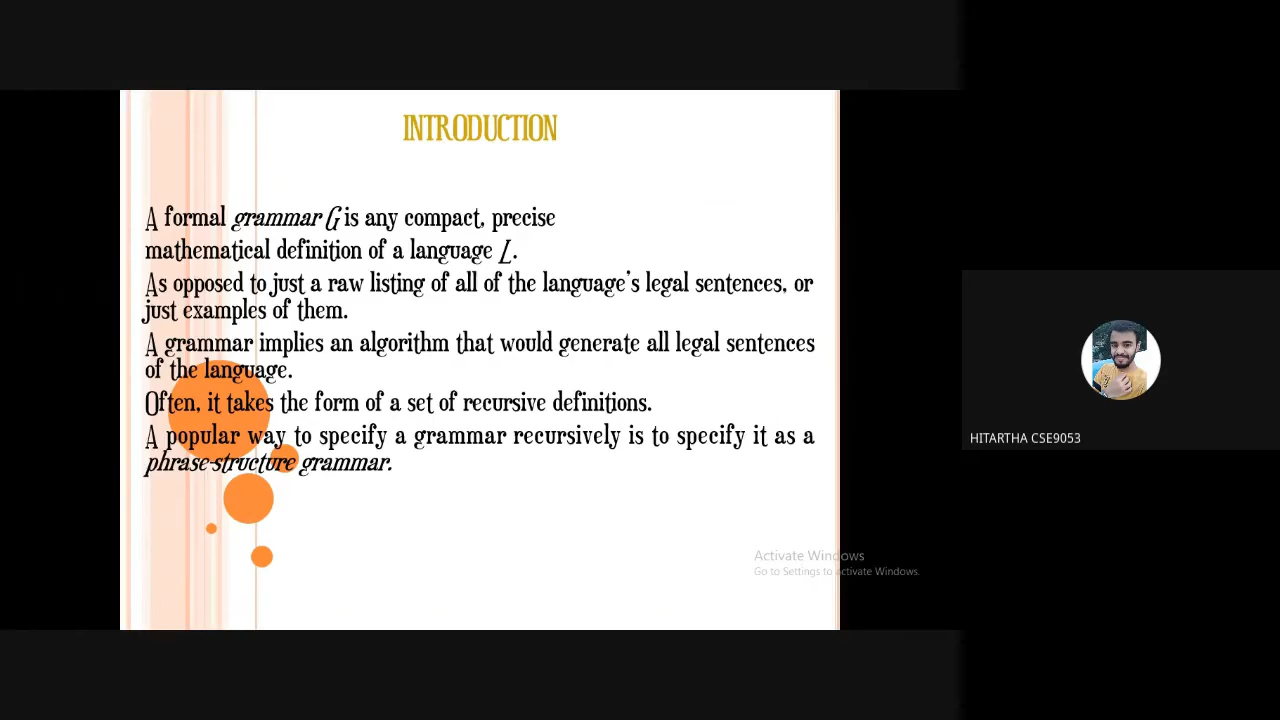 INTRODUCTION
A formal grammar G is any compact, precise
mathematical definition of a language L.
As opposed to just a raw listing of all of the language's legal sentences, or
just examples of them.
A grammar implies an algorithm that would generate all legal sentences
of the language.
Often, it takes the form of a set of recursive definitions.
A popular way to specify a grammar recursively is to specify it as a
phrase-structure grammar.
Activate Windows
Go to Settings to activate Windows.
HITARTHA CSE9053